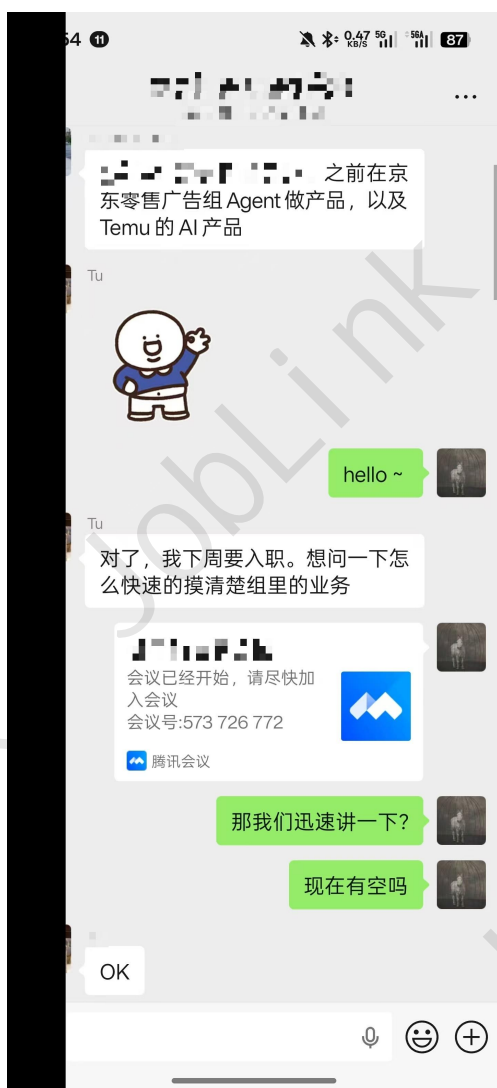 54 11 0.47 KB/S 5G 5GA 87
之前在京
东零售广告组 Agent 做产品，以及
Temu 的 AI 产品
Tu
hello ~
Tu
对了，我下周要入职。想问一下怎
么快速的摸清楚组里的业务
会议已经开始，请尽快加
入会议
会议号:573 726 772
腾讯会议
那我们迅速讲一下?
现在有空吗
OK
JobLink